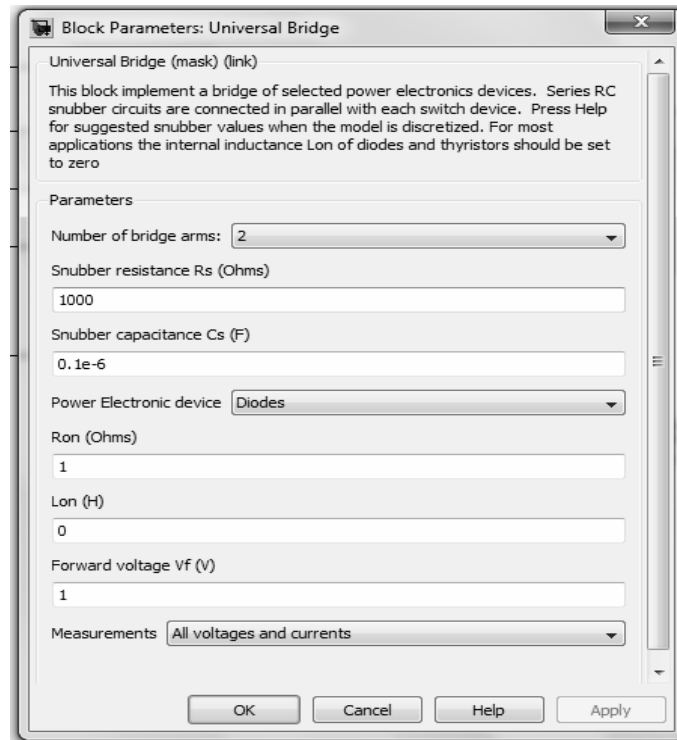 Block Parameters: Universal Bridge
Universal Bridge (mask) (link)
This block implement a bridge of selected power electronics devices. Series RC
snubber circuits are connected in parallel with each switch device. Press Help
for suggested snubber values when the model is discretized. For most
applications the internal inductance Lon of diodes and thyristors should be set
to zero
Parameters
Number of bridge arms: 2
Snubber resistance Rs (Ohms)
1000
Snubber capacitance Cs (F)
0.1e-6
Power Electronic device Diodes
Ron (Ohms)
1
Lon (H)
0
Forward voltage Vf (V)
1
Measurements All voltages and currents
OK Cancel Help Apply